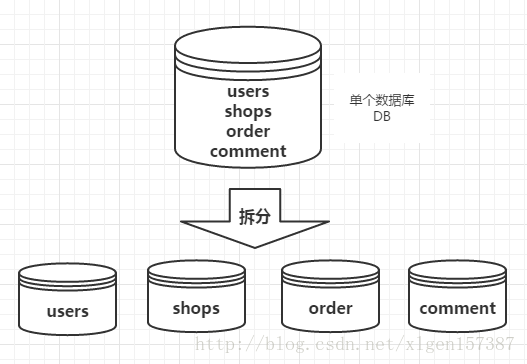 users
shops
order
comment
单个数据库
DB
拆分
users
shops
order
comment
http://blog.csdn.net/xlgen157387